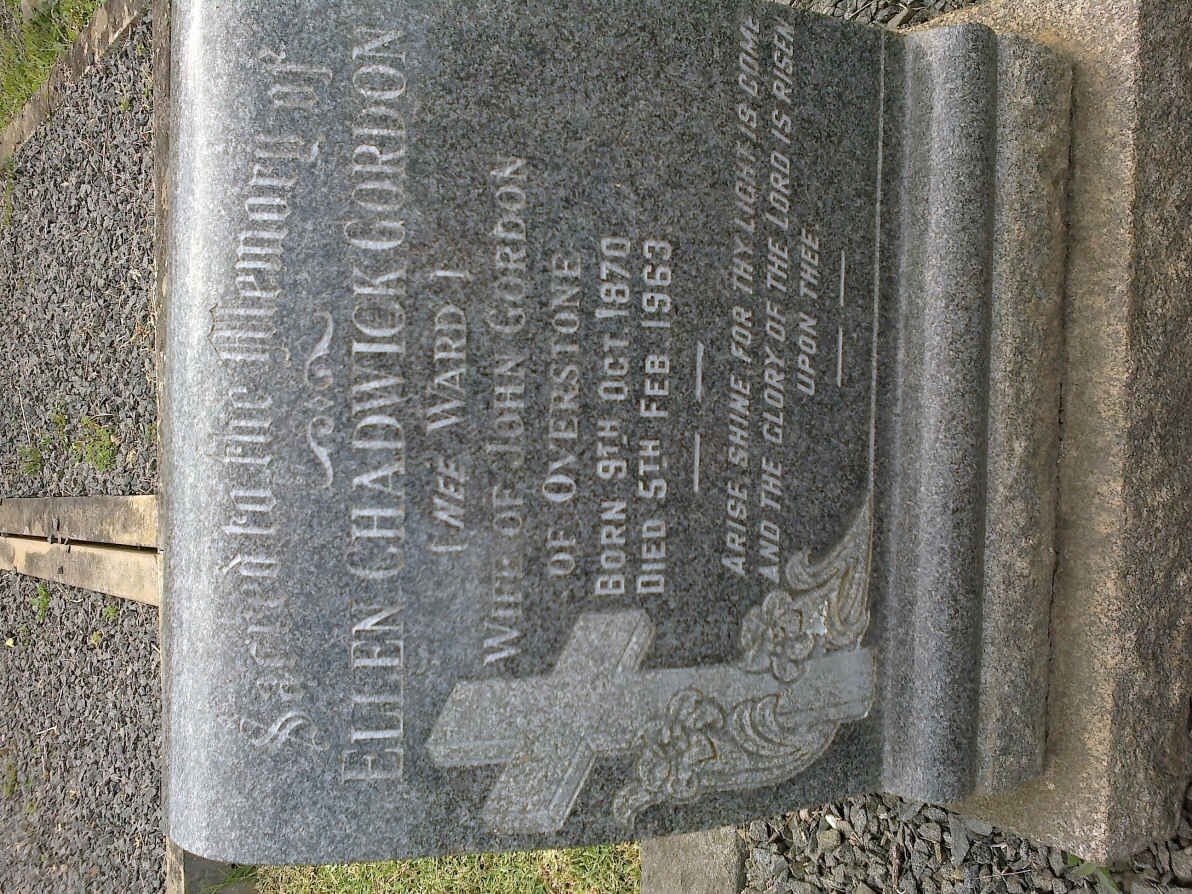 Sacred to the Memory of
ELLEN CHADWICK GORDON
( NEE WARD )
WIFE OF JOHN GORDON
OF OVERSTONE
BORN 9TH OCT 1870
DIED 5TH FEB 1963
ARISE SHINE FOR THY LIGHT IS COME
AND THE GLORY OF THE LORD IS RISEN
UPON THEE